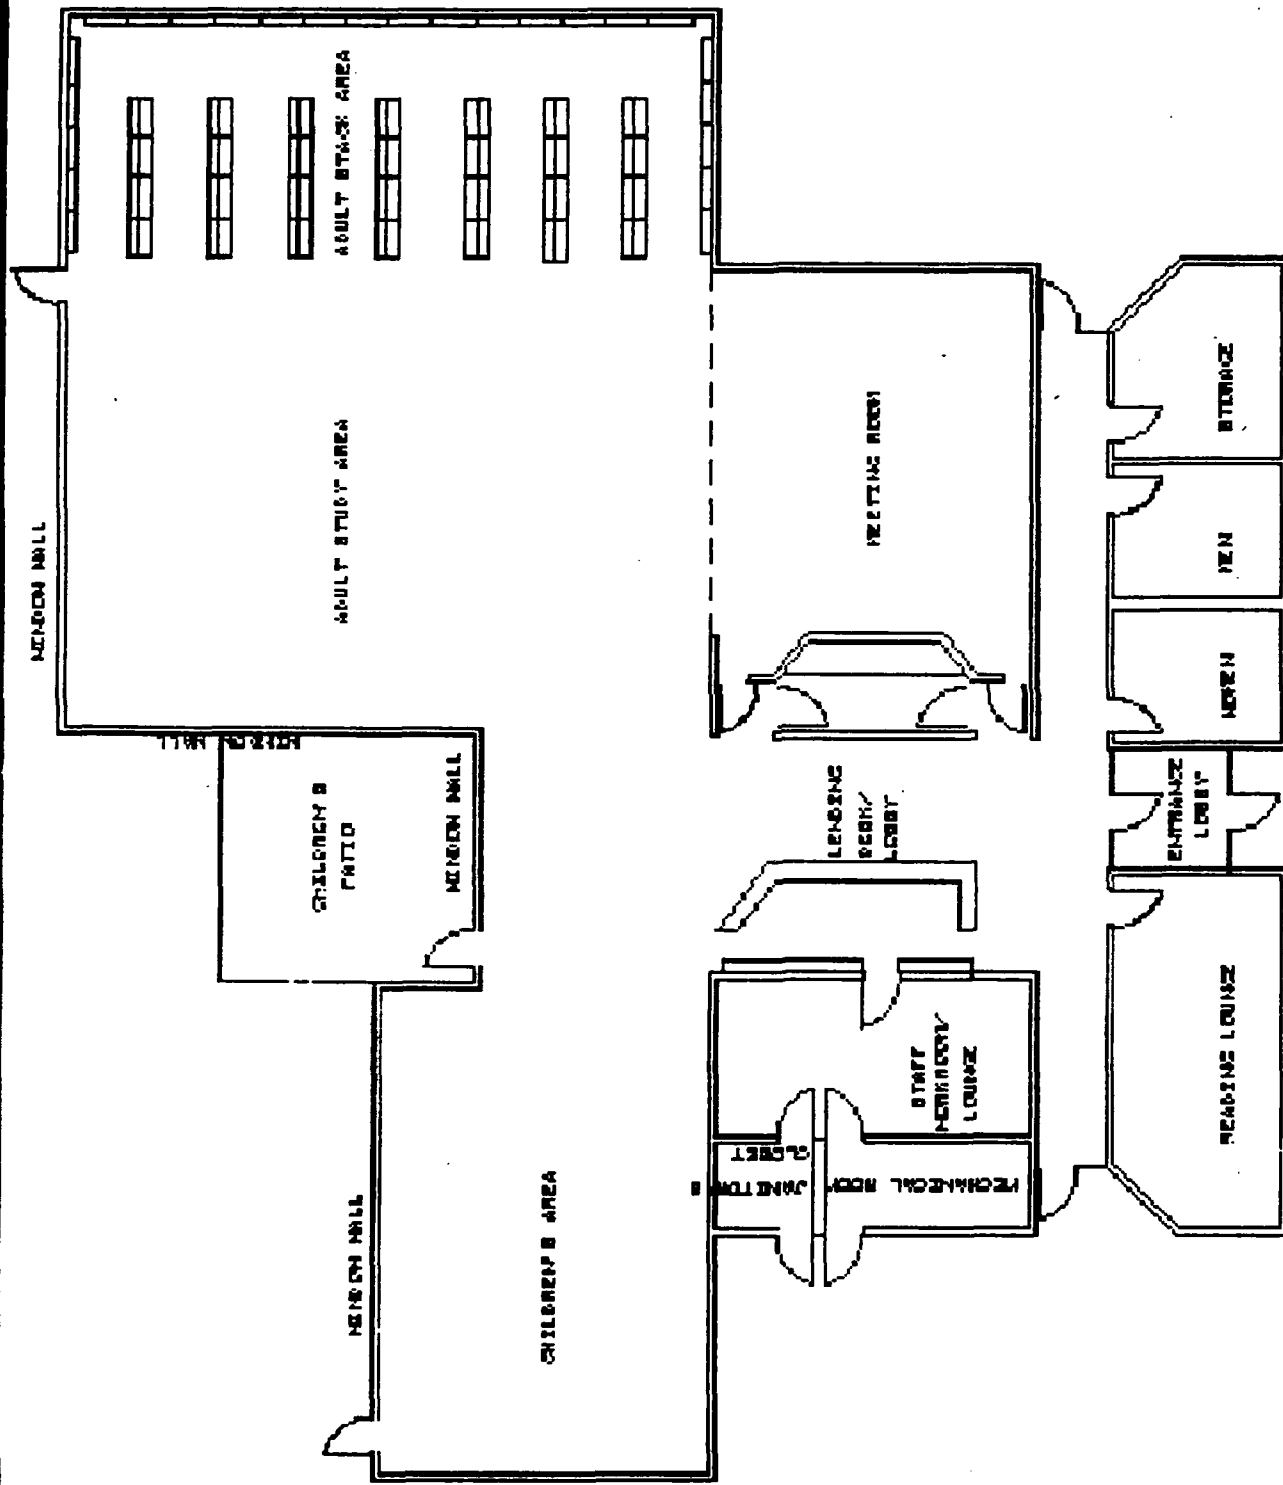 WINDOW WALL
ADULT STACK AREA
ADULT STUDY AREA
MEETING ROOM
STORAGE
MEN
WOMEN
WINDOW WALL
CHILDREN S
PATIO
WINDOW WALL
LENDING
DESK/
LOBBY
ENTRANCE
LOBBY
STAFF
WORKROOM/
LOUNGE
READING LOUNGE
JANITOR S
CLOSET
MECHANICAL ROOM
WINDOW WALL
CHILDREN S AREA